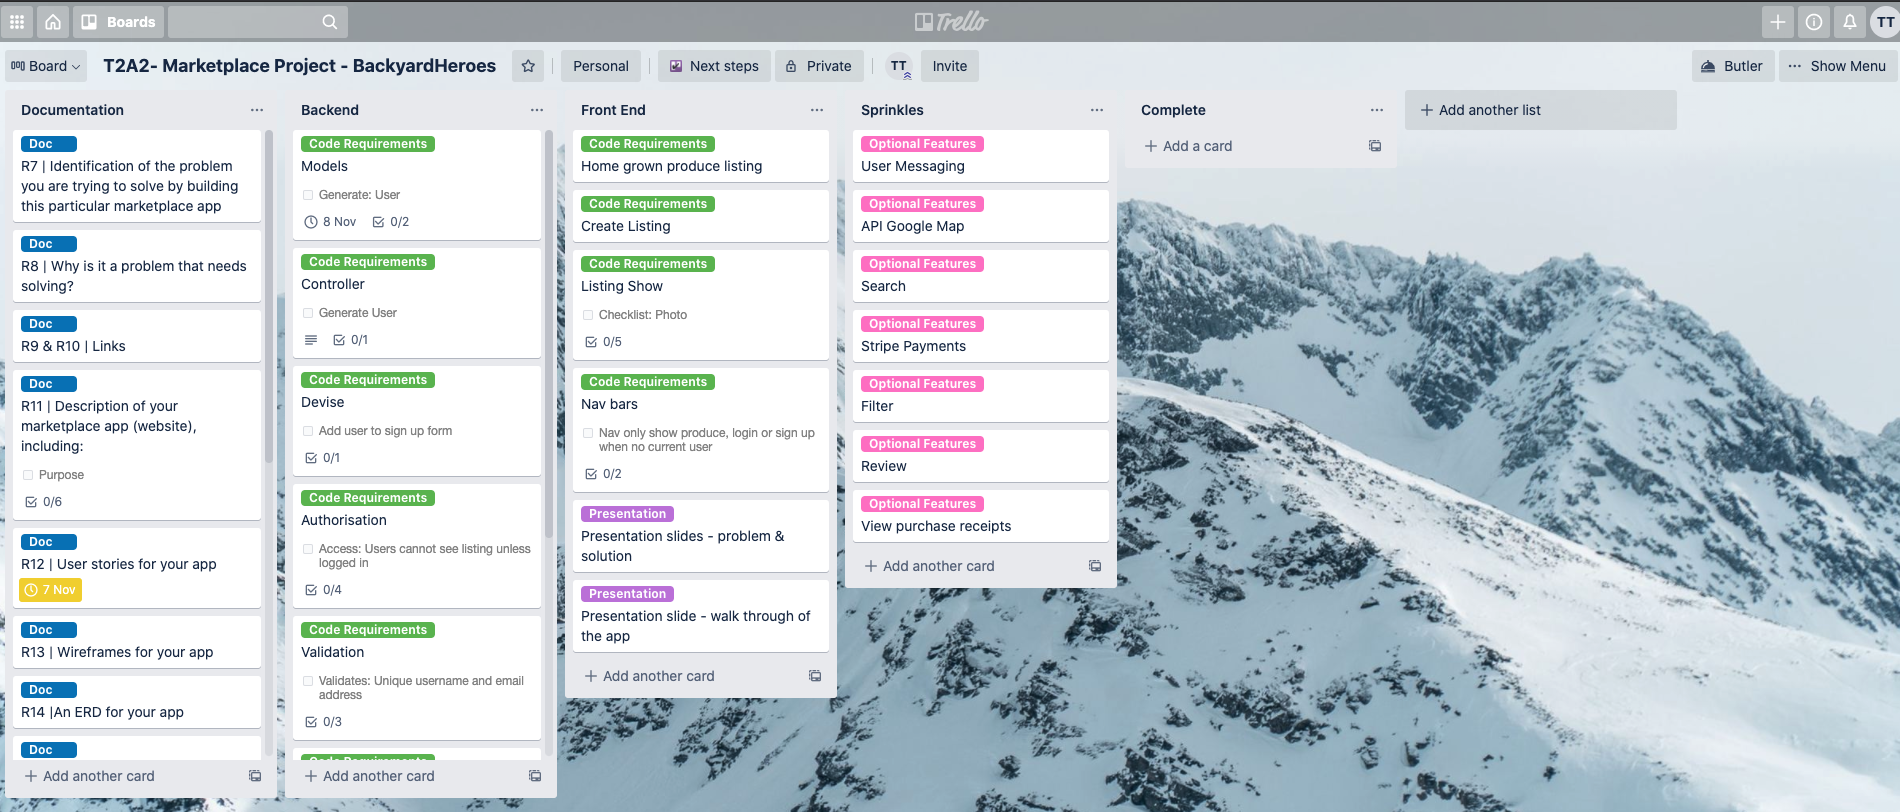 Boards
Trello
TT
Board
T2A2- Marketplace Project - BackyardHeroes
Personal
Next steps
Private
TT
Invite
Butler
Show Menu
Documentation
Doc
R7 | Identification of the problem
you are trying to solve by building
this particular marketplace app
Doc
R8 | Why is it a problem that needs
solving?
Doc
R9 & R10 | Links
Doc
R11 | Description of your
marketplace app (website),
including:
Purpose
0/6
Doc
R12 | User stories for your app
7 Nov
Doc
R13 | Wireframes for your app
Doc
R14 |An ERD for your app
Doc
Add another card
Backend
Code Requirements
Models
Generate: User
8 Nov
0/2
Code Requirements
Controller
Generate User
0/1
Code Requirements
Devise
Add user to sign up form
0/1
Code Requirements
Authorisation
Access: Users cannot see listing unless
logged in
0/4
Code Requirements
Validation
Validates: Unique username and email
address
0/3
Code Requirements
Add another card
Front End
Code Requirements
Home grown produce listing
Code Requirements
Create Listing
Code Requirements
Listing Show
Checklist: Photo
0/5
Code Requirements
Nav bars
Nav only show produce, login or sign up
when no current user
0/2
Presentation
Presentation slides - problem &
solution
Presentation
Presentation slide - walk through of
the app
Add another card
Sprinkles
Optional Features
User Messaging
Optional Features
API Google Map
Optional Features
Search
Optional Features
Stripe Payments
Optional Features
Filter
Optional Features
Review
Optional Features
View purchase receipts
Add another card
Complete
Add a card
Add another list